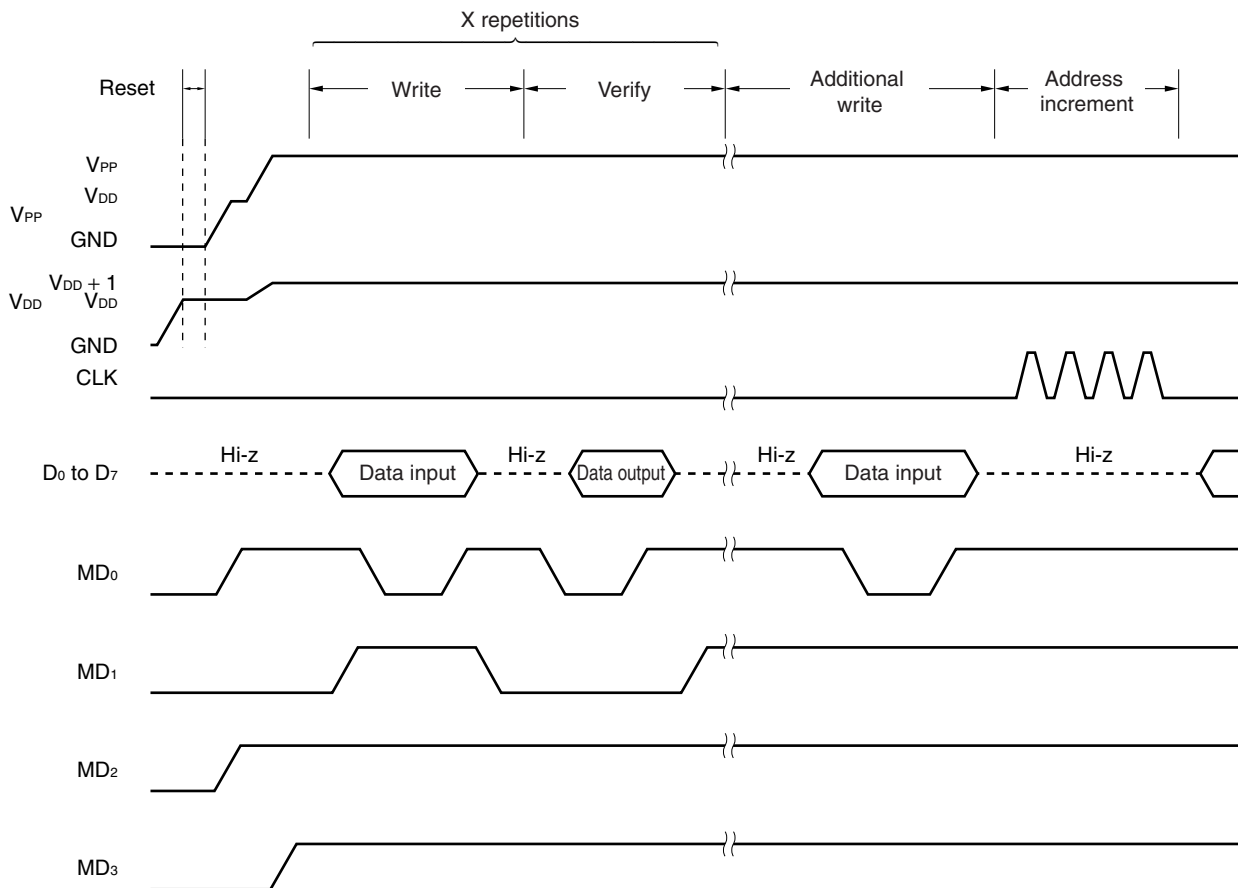 X repetitions
Reset
Write
Verify
Additional
write
Address
increment
VPP
VDD
VPP
GND
VDD + 1
VDD
VDD
GND
CLK
Hi-z
Hi-z
Hi-z
Hi-z
D0 to D7
Data input
Data output
Data input
MD0
MD1
MD2
MD3